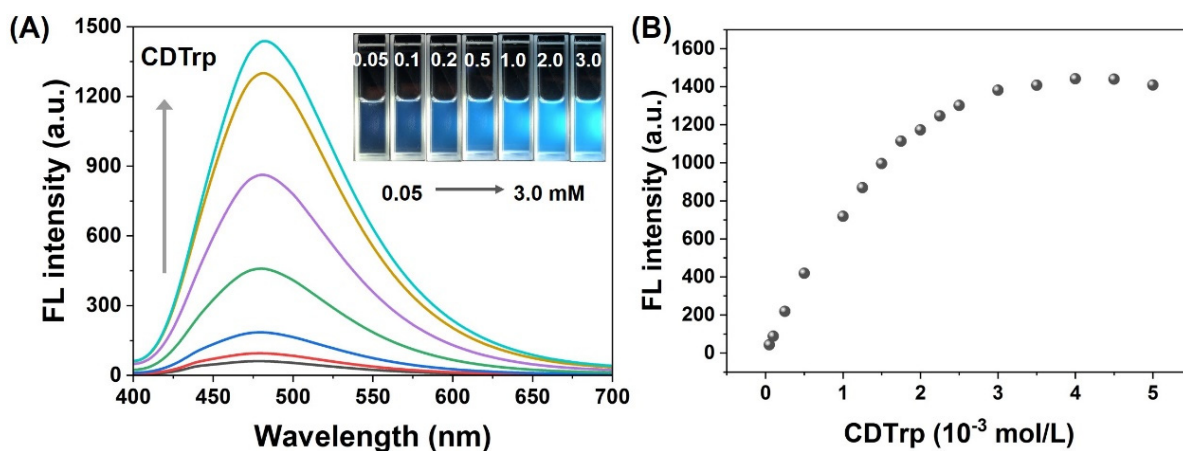 (A)
CDTrp
0.05 0.1 0.2 0.5 1.0 2.0 3.0
0.05 → 3.0 mM
FL intensity (a.u.)
1500
1200
900
600
300
0
400 450 500 550 600 650 700
Wavelength (nm)
(B)
FL intensity (a.u.)
1600
1400
1200
1000
800
600
400
200
0
0 1 2 3 4 5
CDTrp (10⁻³ mol/L)